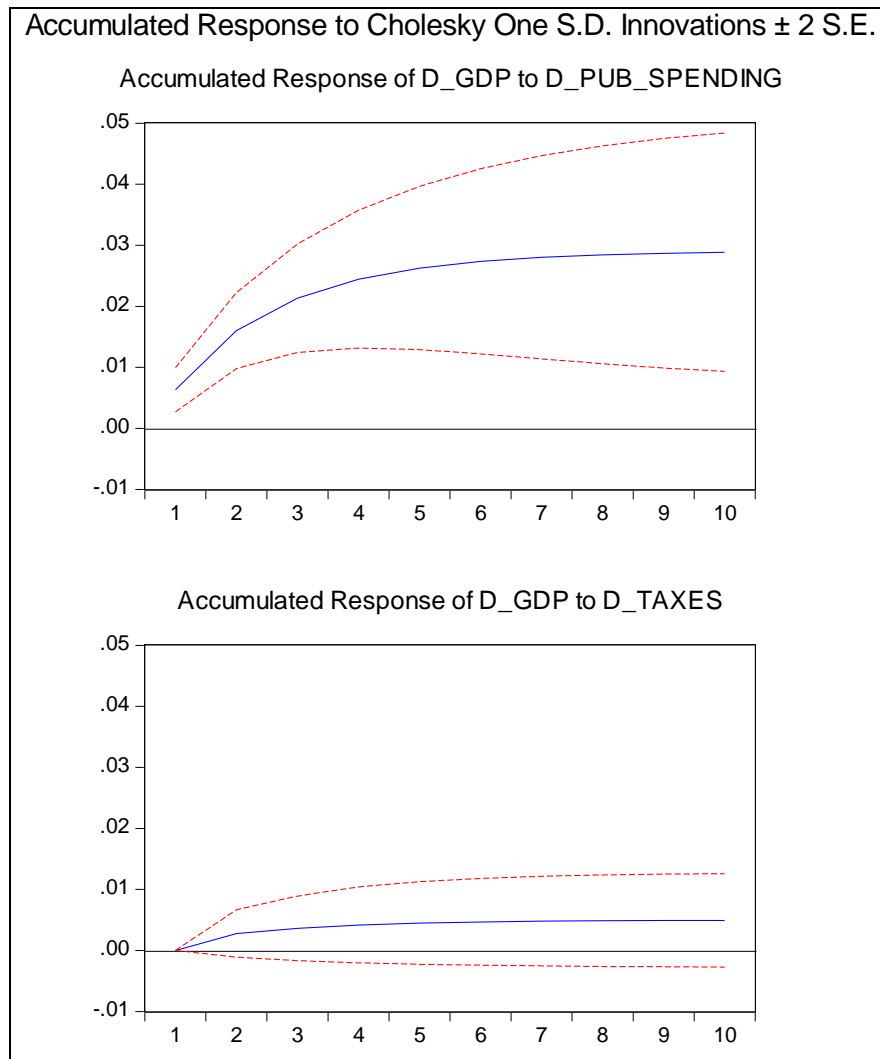 Accumulated Response to Cholesky One S.D. Innovations ± 2 S.E.
Accumulated Response of D_GDP to D_PUB_SPENDING
.05
.04
.03
.02
.01
.00
-.01
1 2 3 4 5 6 7 8 9 10
Accumulated Response of D_GDP to D_TAXES
.05
.04
.03
.02
.01
.00
-.01
1 2 3 4 5 6 7 8 9 10